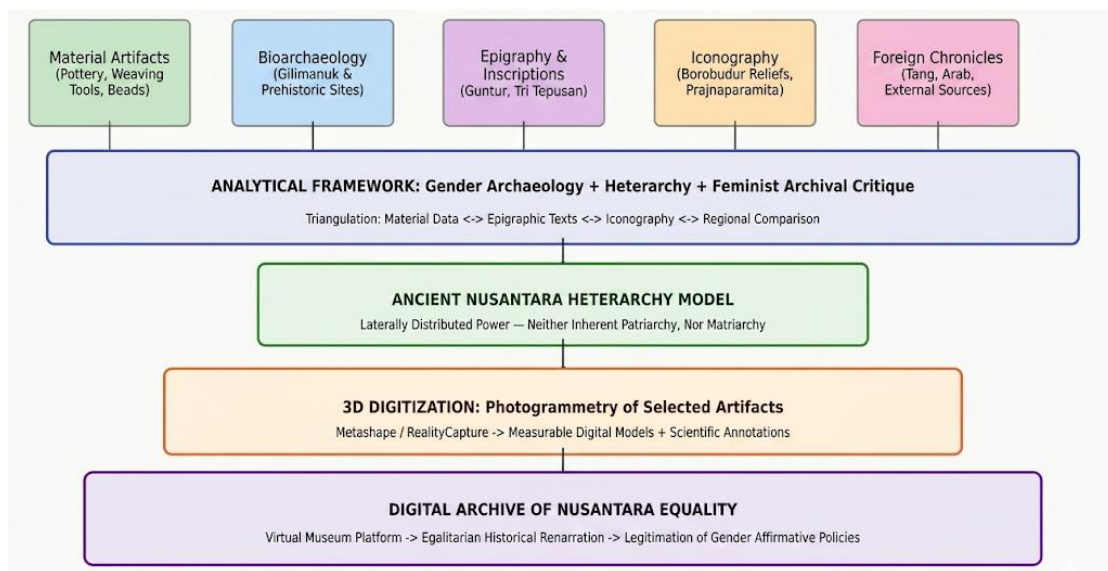 Material Artifacts
(Pottery, Weaving
Tools, Beads)
Bioarchaeology
(Gilimanuk &
Prehistoric Sites)
Epigraphy &
Inscriptions
(Guntur, Tri Tepusan)
Iconography
(Borobudur Reliefs,
Prajnaparamita)
Foreign Chronicles
(Tang, Arab,
External Sources)
ANALYTICAL FRAMEWORK: Gender Archaeology + Heterarchy + Feminist Archival Critique
Triangulation: Material Data <-> Epigraphic Texts <-> Iconography <-> Regional Comparison
ANCIENT NUSANTARA HETERARCHY MODEL
Laterally Distributed Power — Neither Inherent Patriarchy, Nor Matriarchy
3D DIGITIZATION: Photogrammetry of Selected Artifacts
Metashape / RealityCapture -> Measurable Digital Models + Scientific Annotations
DIGITAL ARCHIVE OF NUSANTARA EQUALITY
Virtual Museum Platform -> Egalitarian Historical Renarration -> Legitimation of Gender Affirmative Policies